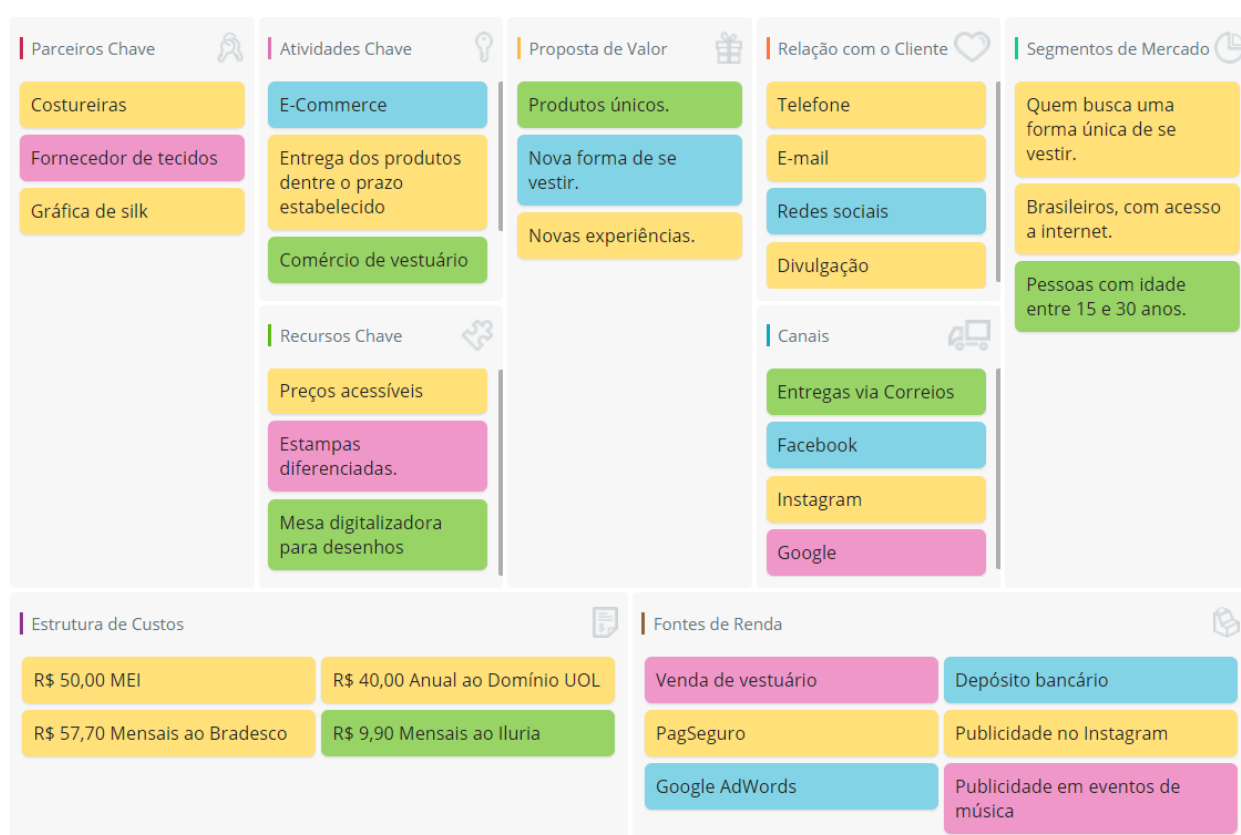 Parceiros Chave
Costureiras
Fornecedor de tecidos
Gráfica de silk
Atividades Chave
E-Commerce
Entrega dos produtos
dentre o prazo
estabelecido
Comércio de vestuário
Recursos Chave
Preços acessíveis
Estampas
diferenciadas.
Mesa digitalizadora
para desenhos
Proposta de Valor
Produtos únicos.
Nova forma de se
vestir.
Novas experiências.
Relação com o Cliente
Telefone
E-mail
Redes sociais
Divulgação
Canais
Entregas via Correios
Facebook
Instagram
Google
Segmentos de Mercado
Quem busca uma
forma única de se
vestir.
Brasileiros, com acesso
a internet.
Pessoas com idade
entre 15 e 30 anos.
Estrutura de Custos
R$ 50,00 MEI
R$ 40,00 Anual ao Domínio UOL
R$ 57,70 Mensais ao Bradesco
R$ 9,90 Mensais ao Iluria
Fontes de Renda
Venda de vestuário
Depósito bancário
PagSeguro
Publicidade no Instagram
Google AdWords
Publicidade em eventos de
música